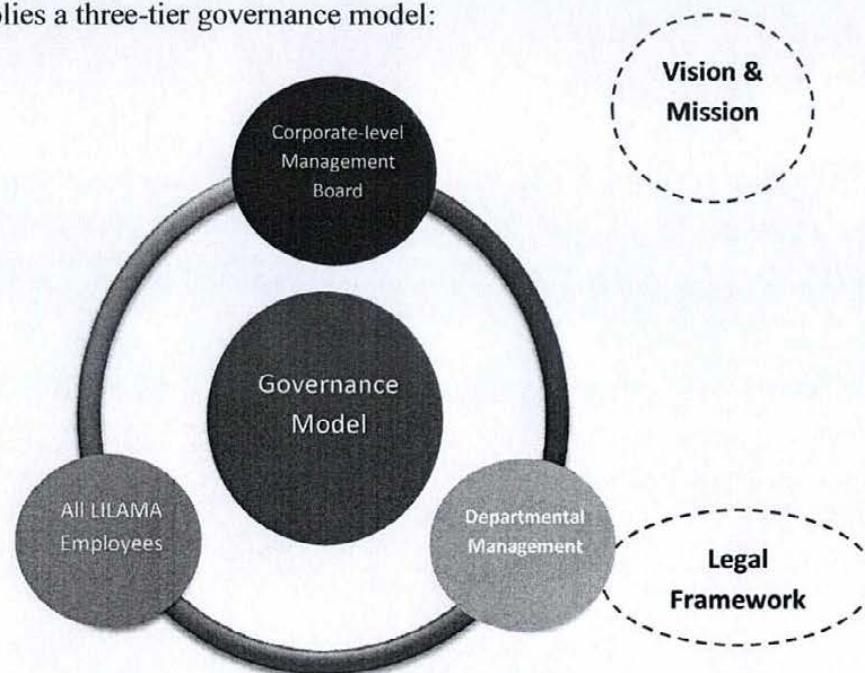 plies a three-tier governance model:
Vision &
Mission
Corporate-level
Management
Board
Governance
Model
All LILAMA
Employees
Departmental
Management
Legal
Framework